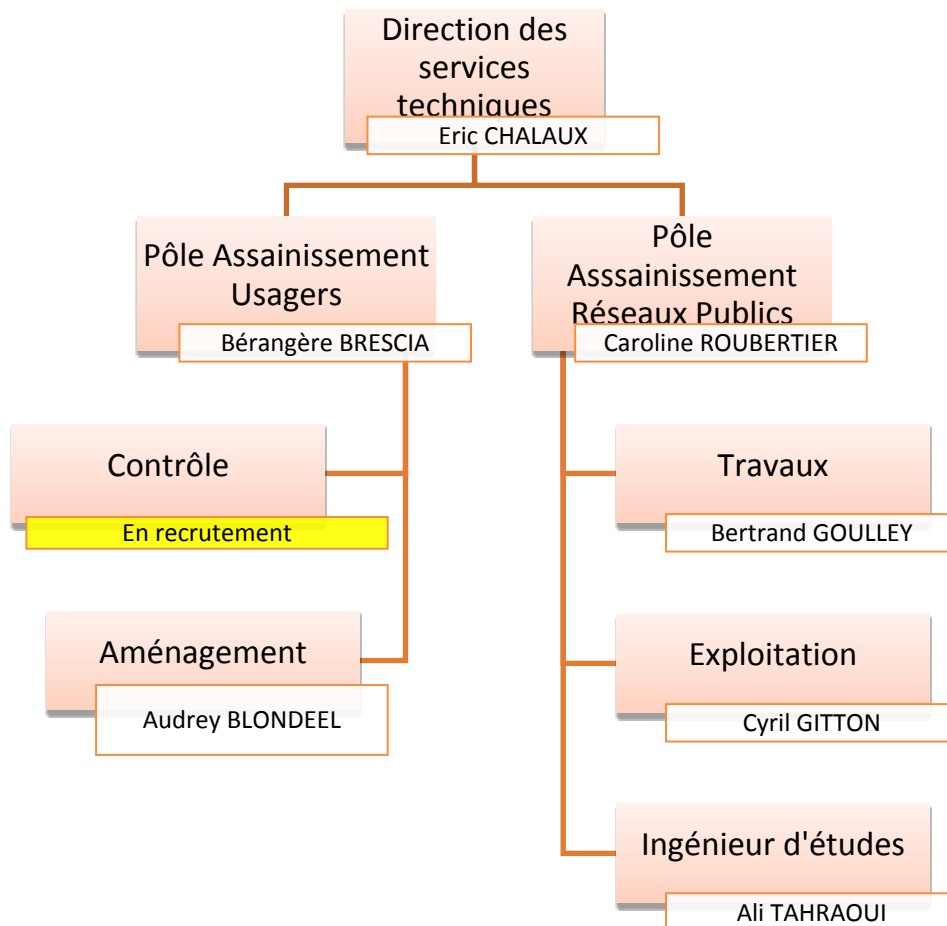 Direction des
services
techniques
Eric CHALAUX
Pôle Assainissement
Usagers
Bérangère BRESCIA
Pôle
Asssainissement
Réseaux Publics
Caroline ROUBERTIER
Contrôle
En recrutement
Aménagement
Audrey BLONDEEL
Travaux
Bertrand GOULLEY
Exploitation
Cyril GITTON
Ingénieur d'études
Ali TAHRAOUI